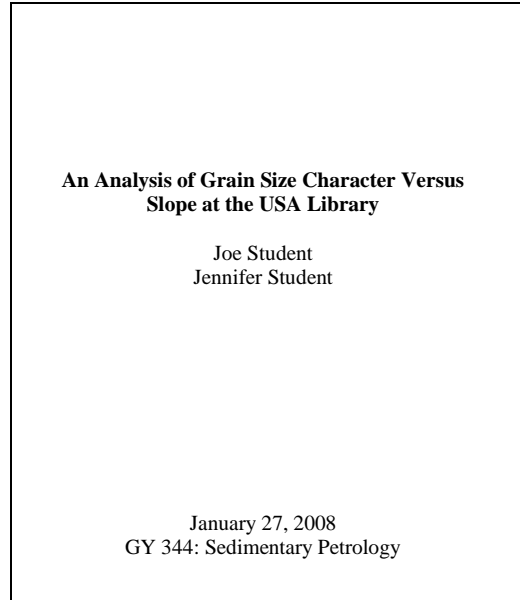 An Analysis of Grain Size Character Versus
Slope at the USA Library
Joe Student
Jennifer Student
January 27, 2008
GY 344: Sedimentary Petrology